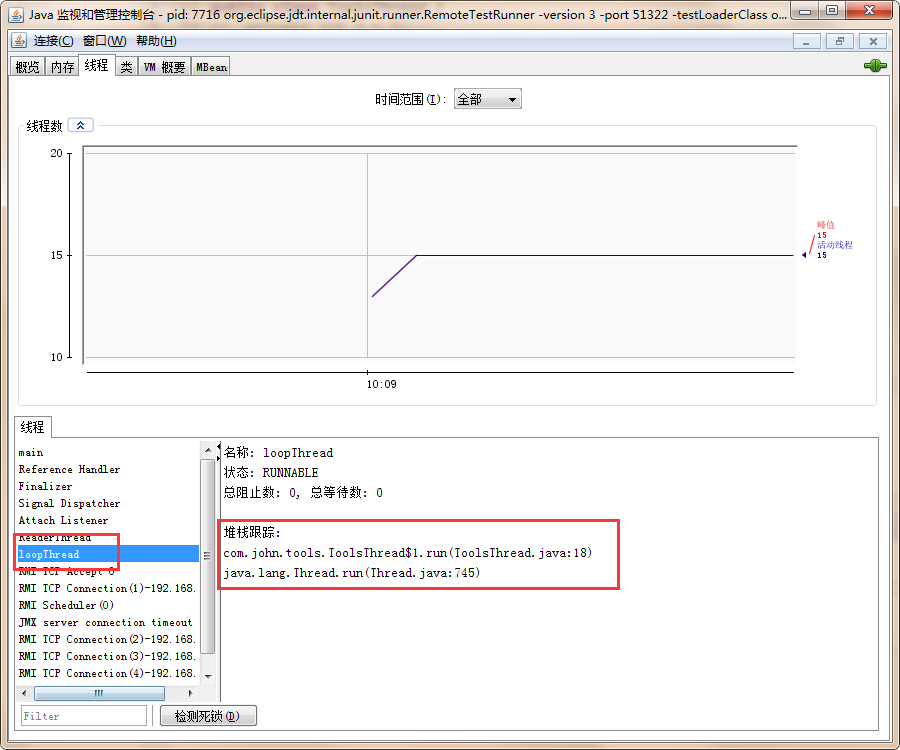 Java 监视和管理控制台 - pid: 7716 org.eclipse.jdt.internal.junit.runner.RemoteTestRunner -version 3 -port 51322 -testLoaderClass o...
连接(C) 窗口(W) 帮助(H)
概览 内存 线程 类 VM 概要 MBean
时间范围(I): 全部
线程数
20
15
10
峰值
15
活动线程
15
10:09
线程
main
Reference Handler
Finalizer
Signal Dispatcher
Attach Listener
ReaderThread
loopThread
RMI TCP Accept-0
RMI TCP Connection(1)-192.168.
RMI Scheduler(0)
JMX server connection timeout
RMI TCP Connection(2)-192.168.
RMI TCP Connection(3)-192.168.
RMI TCP Connection(4)-192.168.
Filter
检测死锁(D)
名称: loopThread
状态: RUNNABLE
总阻止数: 0, 总等待数: 0
堆栈跟踪:
com.john.tools.ToolsThread$1.run(ToolsThread.java:18)
java.lang.Thread.run(Thread.java:745)